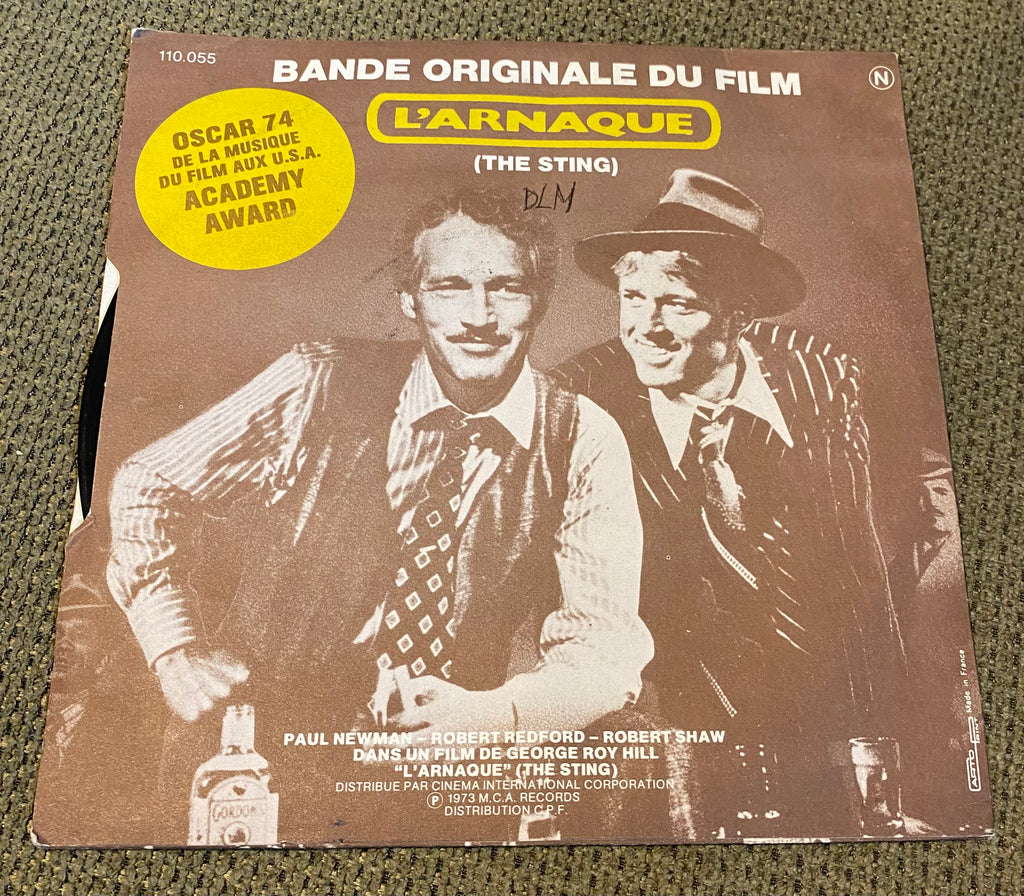 110.055
BANDE ORIGINALE DU FILM
N
L'ARNAQUE
(THE STING)
DLM
OSCAR 74
DE LA MUSIQUE
DU FILM AUX U.S.A.
ACADEMY
AWARD
PAUL NEWMAN – ROBERT REDFORD – ROBERT SHAW
DANS UN FILM DE GEORGE ROY HILL
"L'ARNAQUE" (THE STING)
DISTRIBUE PAR CINEMA INTERNATIONAL CORPORATION
Ⓟ 1973 M.C.A. RECORDS
DISTRIBUTION C.P.F.
GORDON'S
Made in France